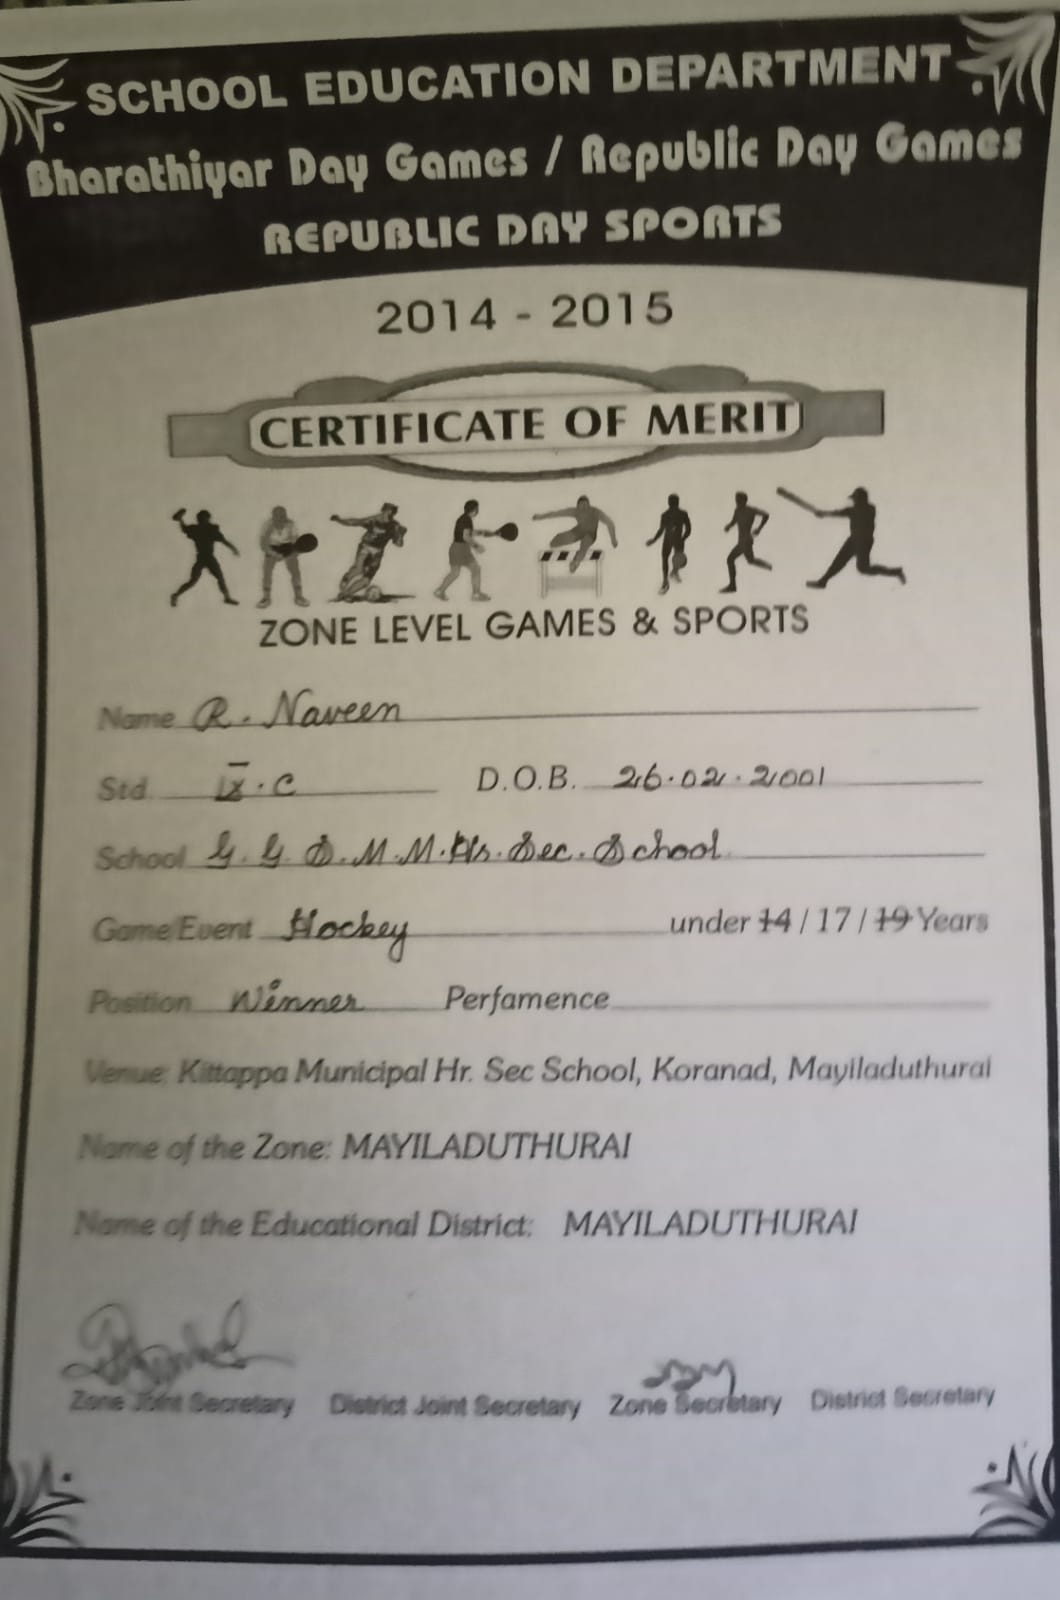 SCHOOL EDUCATION DEPARTMENT
Bharathiyar Day Games / Republic Day Games
REPUBLIC DAY SPORTS
2014 - 2015
CERTIFICATE OF MERIT
ZONE LEVEL GAMES & SPORTS
Name R. Naveen
Std IX. C D.O.B. 26.02.2001
School G. G. D. M. M. Hr. Sec. School
Game/Event Hockey under 14 / 17 / 19 Years
Position Winner Perfamence
Venue: Kittappa Municipal Hr. Sec School, Koranad, Mayiladuthurai
Name of the Zone: MAYILADUTHURAI
Name of the Educational District: MAYILADUTHURAI
Zone Joint Secretary District Joint Secretary Zone Secretary District Secretary